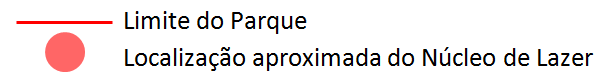 Limite do Parque
Localização aproximada do Núcleo de Lazer